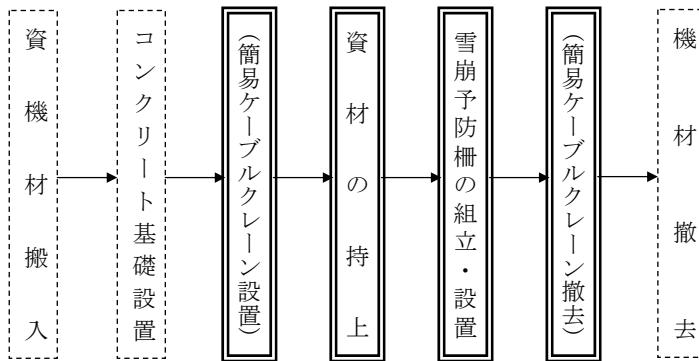 資機材搬入
コンクリート基礎設置
(簡易ケーブルクレーン設置)
資材の持上
雪崩予防柵の組立・設置
(簡易ケーブルクレーン撤去)
機材撤去